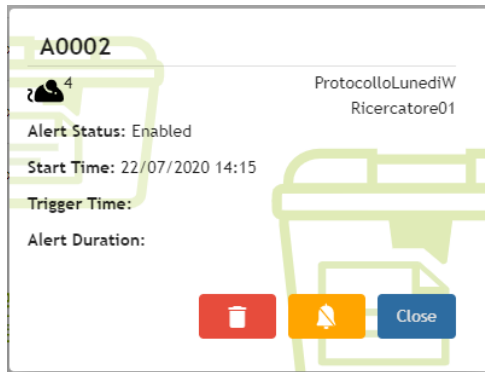 A0002
4
ProtocolloLunediW
Ricercatore01
Alert Status: Enabled
Start Time: 22/07/2020 14:15
Trigger Time:
Alert Duration:
Close